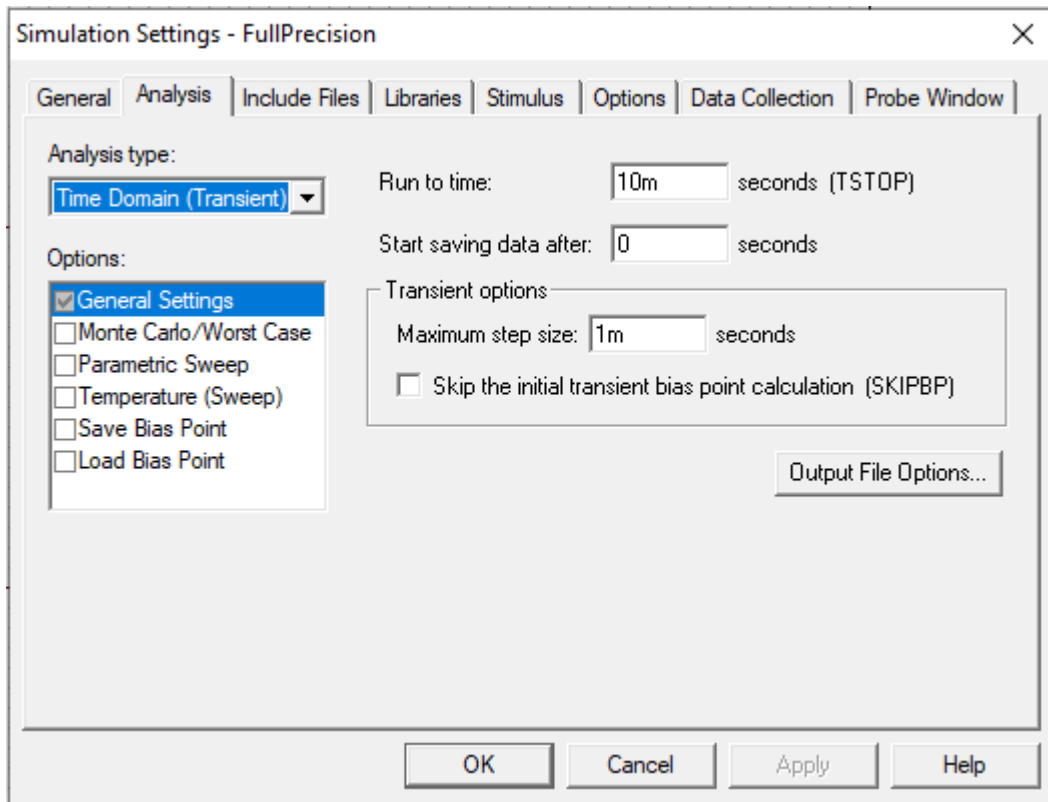 Simulation Settings - FullPrecision
General Analysis Include Files Libraries Stimulus Options Data Collection Probe Window
Analysis type:
Time Domain (Transient)
Options:
General Settings
Monte Carlo/Worst Case
Parametric Sweep
Temperature (Sweep)
Save Bias Point
Load Bias Point
Run to time: 10m seconds (TSTOP)
Start saving data after: 0 seconds
Transient options
Maximum step size: 1m seconds
Skip the initial transient bias point calculation (SKIPBP)
Output File Options...
OK Cancel Apply Help